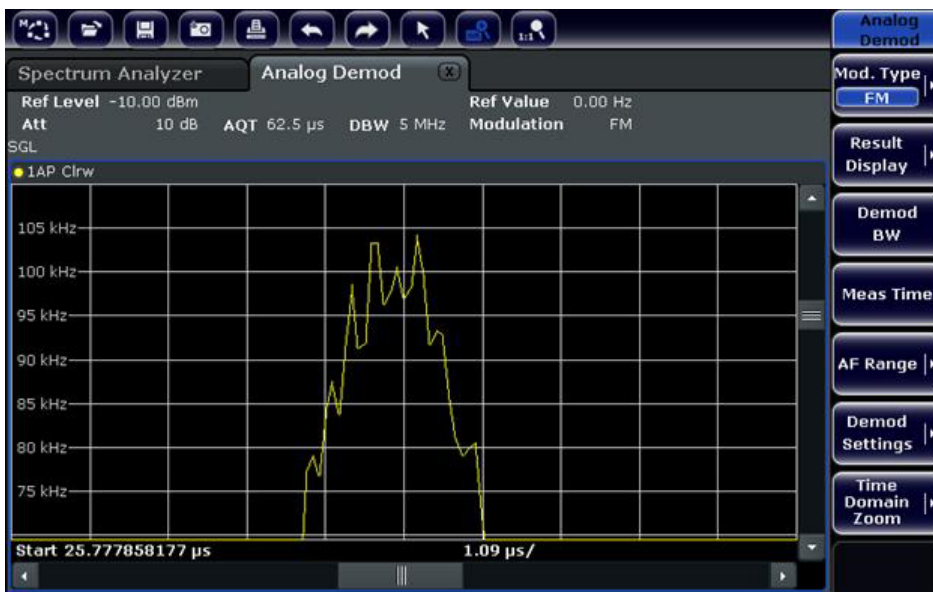 1:1
Analog
Demod
Spectrum Analyzer Analog Demod X
Mod. Type
FM
Ref Level -10.00 dBm Ref Value 0.00 Hz
Att 10 dB AQT 62.5 µs DBW 5 MHz Modulation FM
SGL
●1AP Clrw
Result
Display
Demod
BW
Meas Time
AF Range
Demod
Settings
Time
Domain
Zoom
105 kHz
100 kHz
95 kHz
90 kHz
85 kHz
80 kHz
75 kHz
Start 25.777858177 µs 1.09 µs/